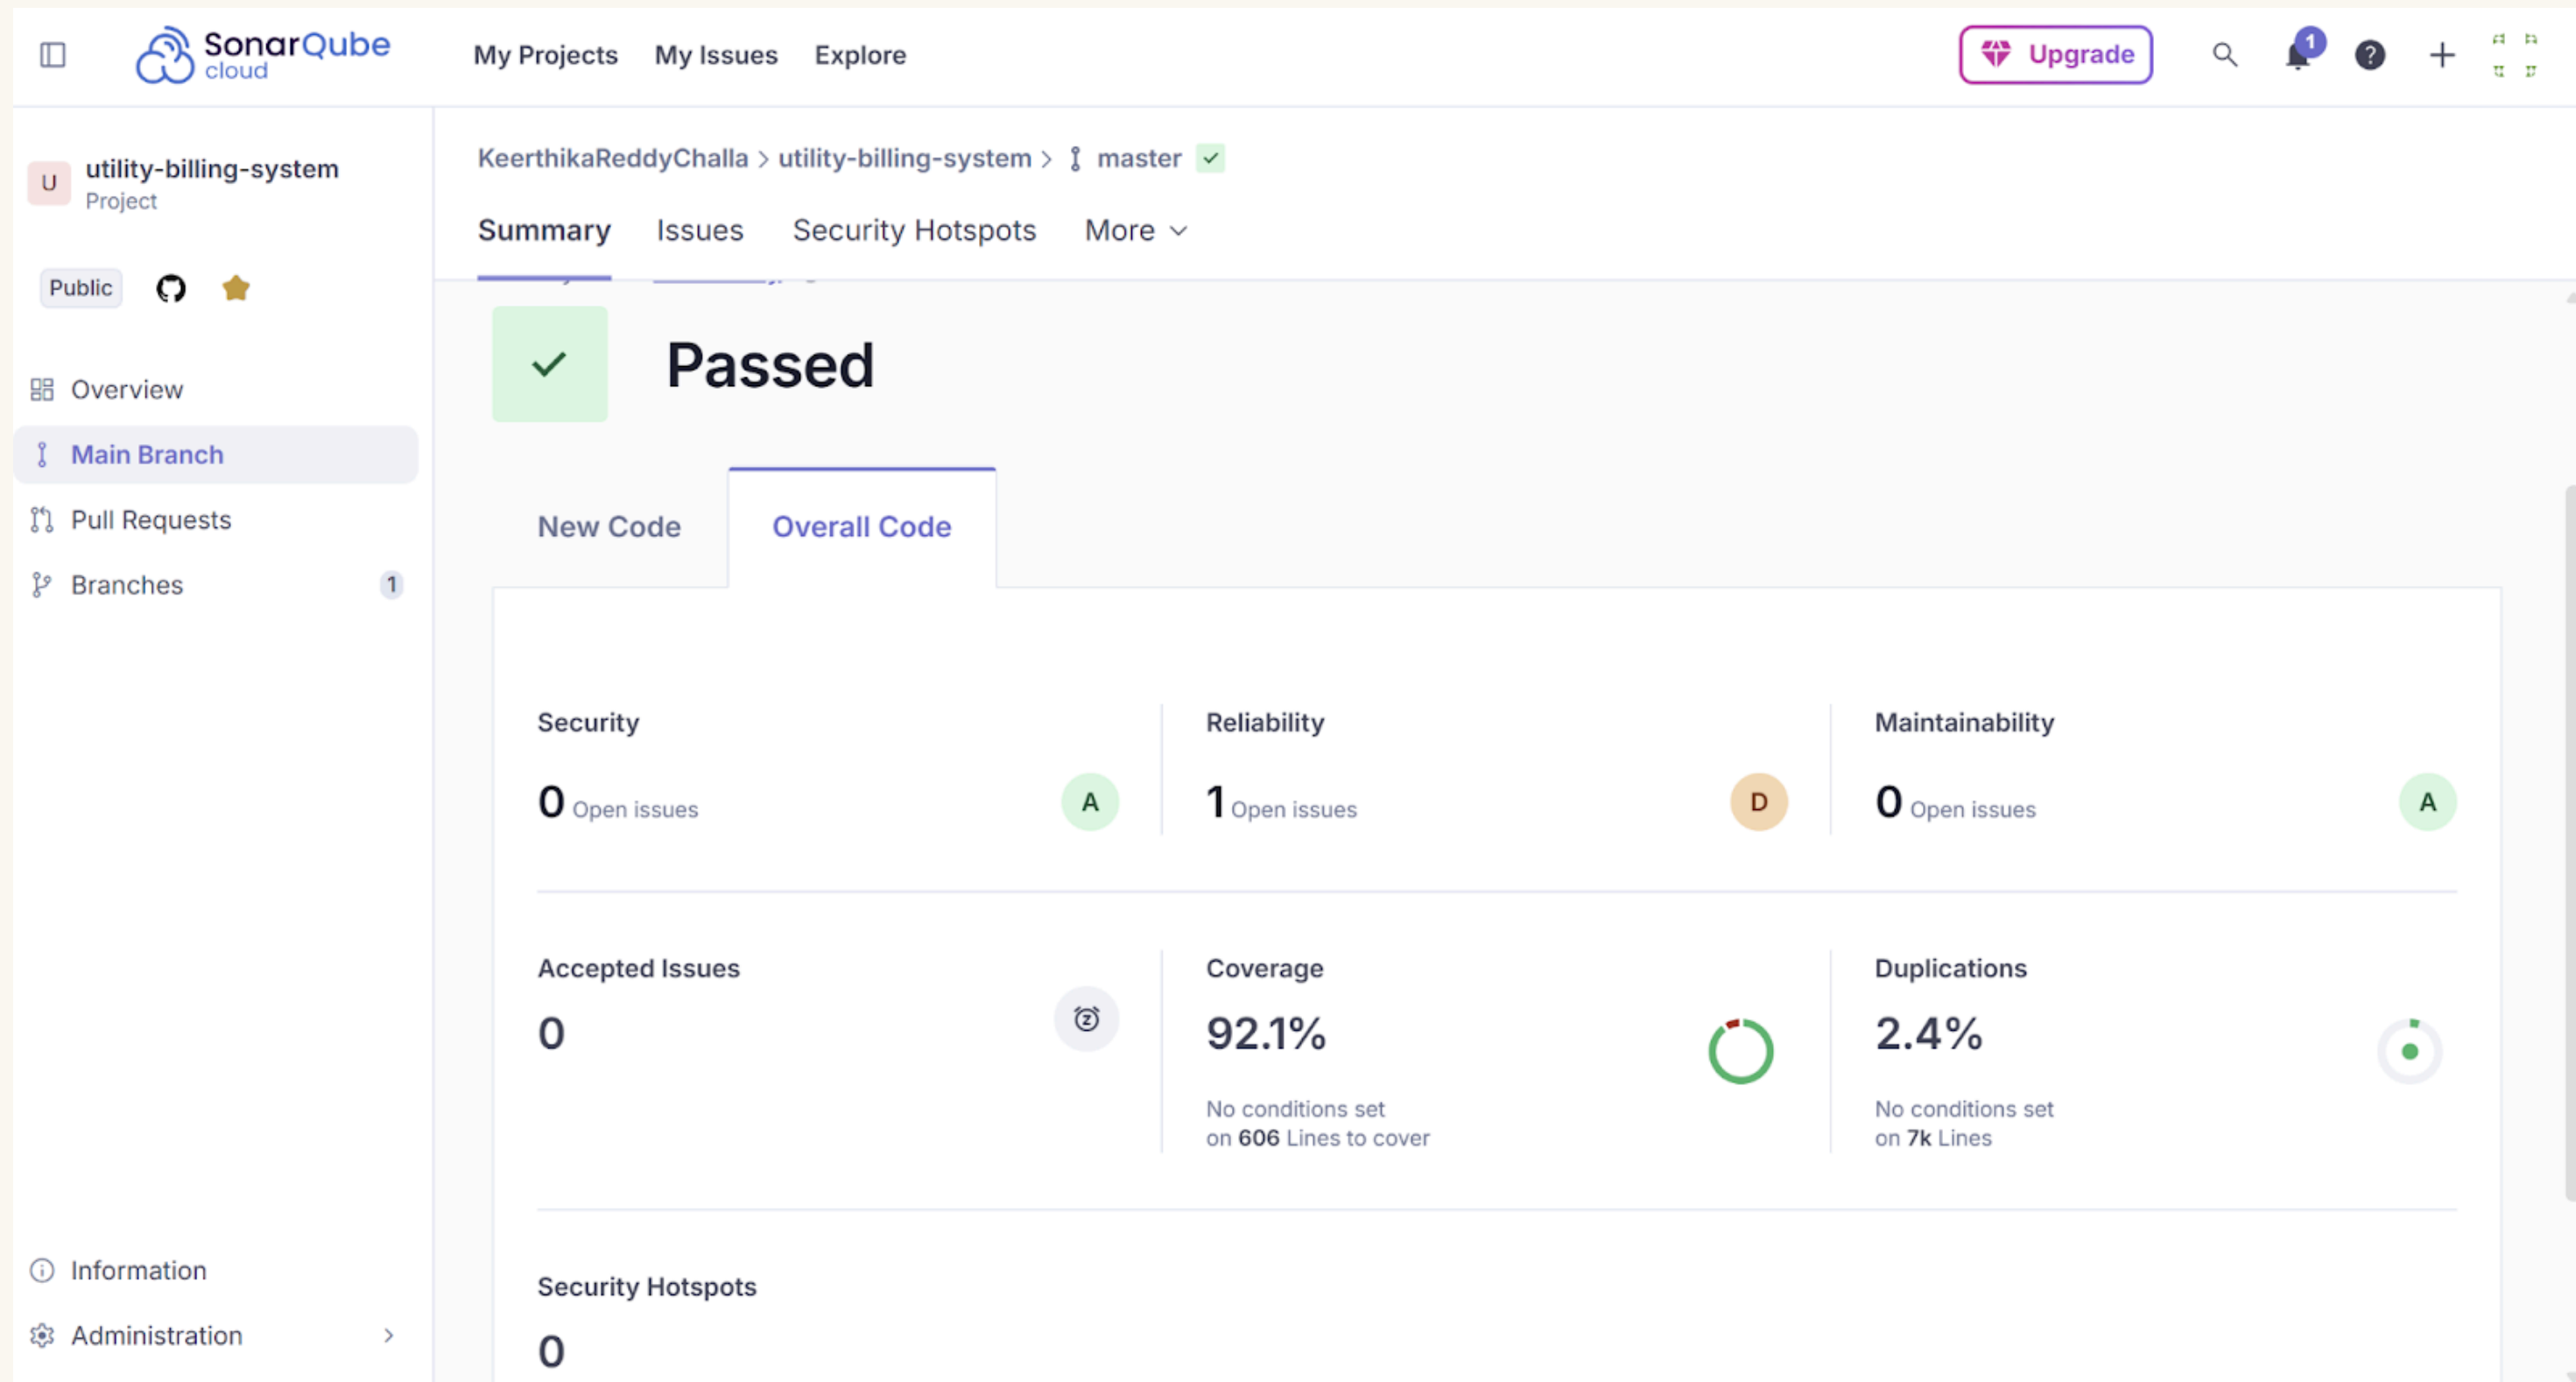 SonarQube cloud
My Projects
My Issues
Explore
Upgrade
1
U
utility-billing-system
Project
Public
Overview
Main Branch
Pull Requests
Branches 1
Information
Administration
KeerthikaReddyChalla > utility-billing-system > master
Summary
Issues
Security Hotspots
More
Passed
New Code
Overall Code
Security
0 Open issues
A
Reliability
1 Open issues
D
Maintainability
0 Open issues
A
Accepted Issues
0
Coverage
92.1%
No conditions set
on 606 Lines to cover
Duplications
2.4%
No conditions set
on 7k Lines
Security Hotspots
0